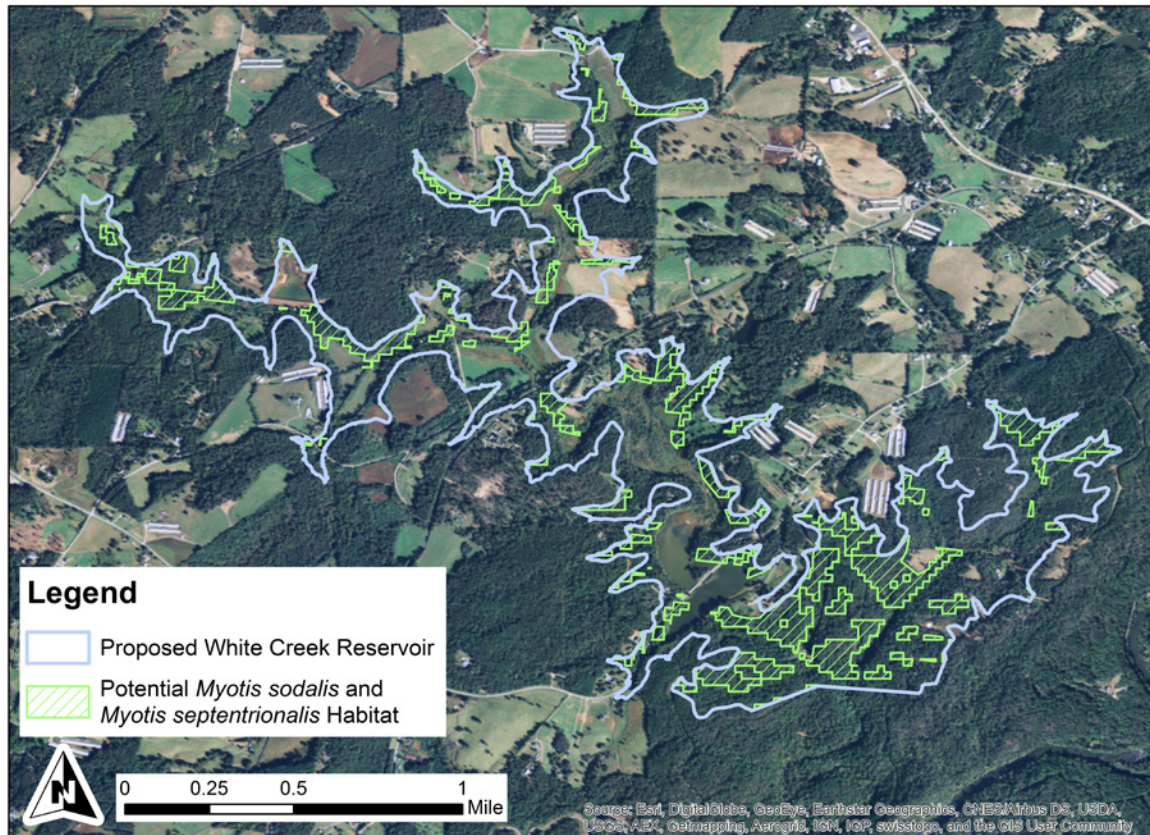 Legend
Proposed White Creek Reservoir
Potential Myotis sodalis and
Myotis septentrionalis Habitat
N
0 0.25 0.5 1
Mile
Source: Esri, DigitalGlobe, GeoEye, Earthstar Geographics, CNES/Airbus DS, USDA,
USGS, AEX, Getmapping, Aerogrid, IGN, IGP, swisstopo, and the GIS User Community